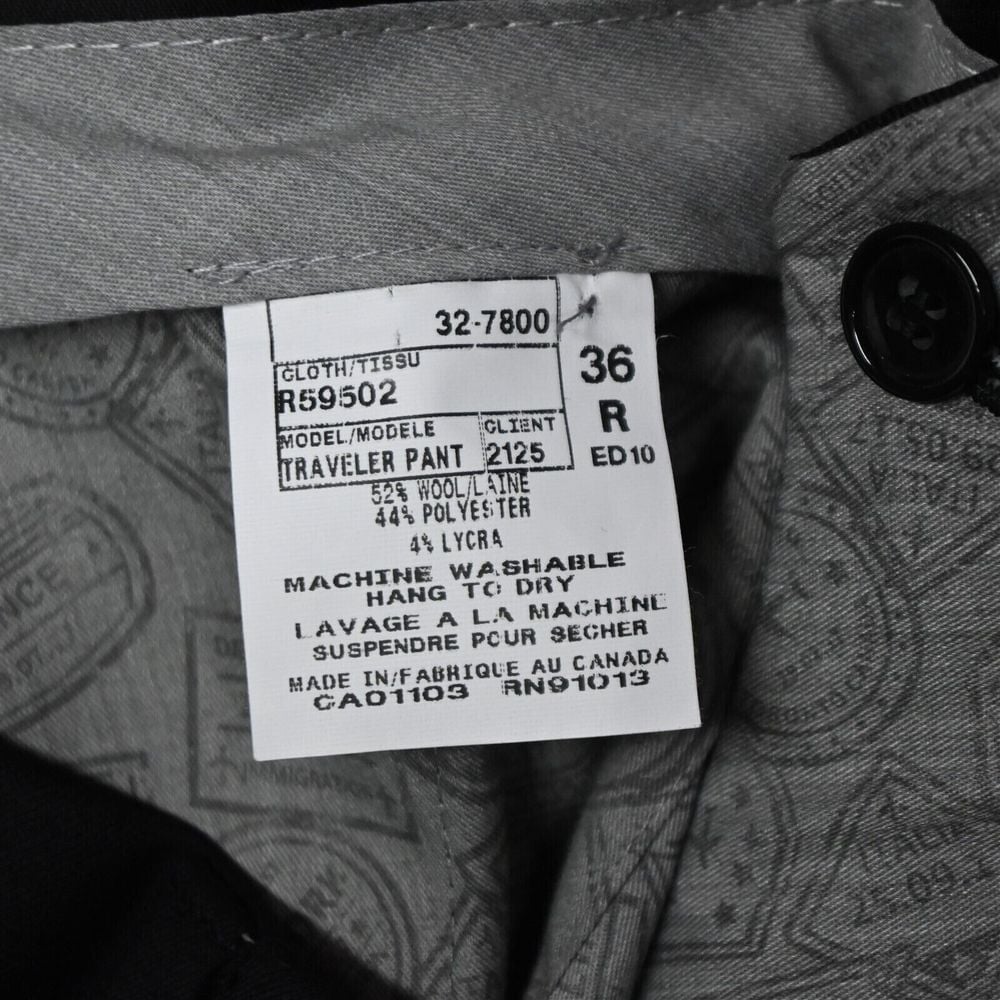 32-7800
CLOTH/TISSU
R59502
MODEL/MODELE
TRAVELER PANT
CLIENT
2125
36
R
ED10
52% WOOL/LAINE
44% POLYESTER
4% LYCRA
MACHINE WASHABLE
HANG TO DRY
LAVAGE A LA MACHINE
SUSPENDRE POUR SECHER
MADE IN/FABRIQUE AU CANADA
CA01103 RN91013
IMMIGRATION